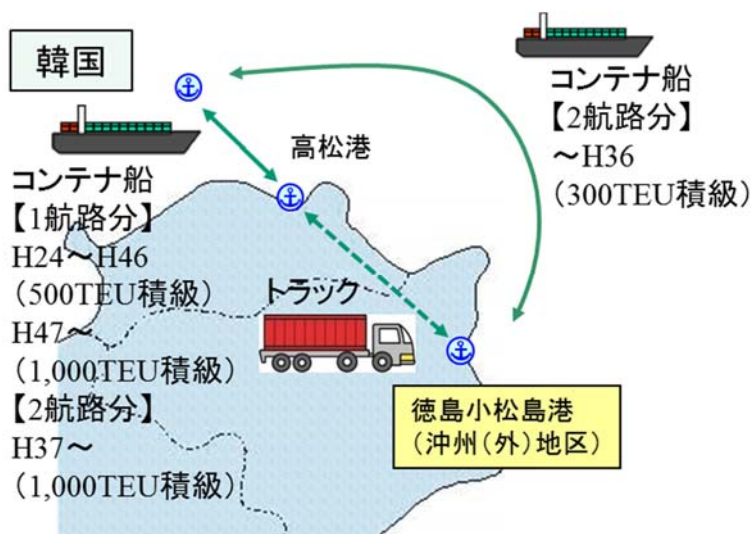 韓国
コンテナ船
【2航路分】
～H36
(300TEU積級)
高松港
コンテナ船
【1航路分】
H24～H46
(500TEU積級)
H47～
(1,000TEU積級)
【2航路分】
H37～
(1,000TEU積級)
トラック
徳島小松島港
(沖州(外)地区)